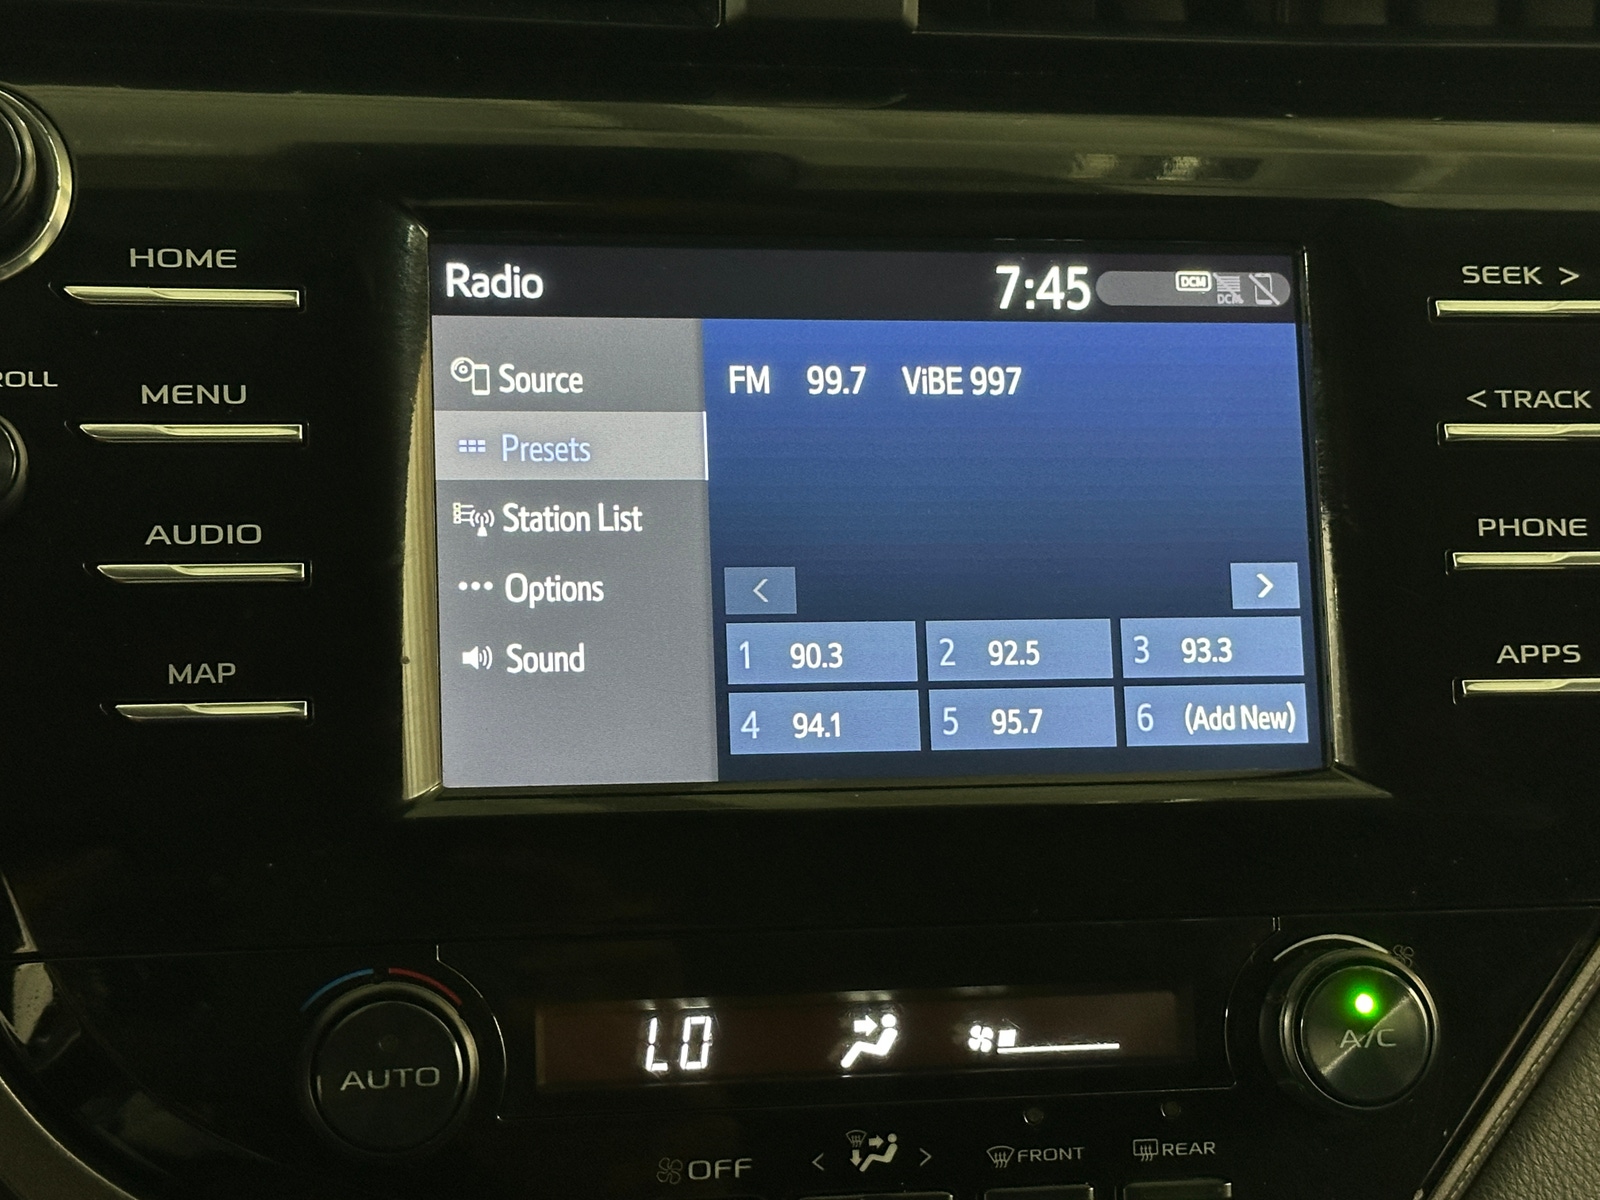 HOME
MENU
ROLL
AUDIO
MAP
Radio
7:45
DCM
DCM
Source
Presets
Station List
Options
Sound
FM 99.7 ViBE 997
<
>
1 90.3
2 92.5
3 93.3
4 94.1
5 95.7
6 (Add New)
SEEK >
< TRACK
PHONE
APPS
AUTO
LO
A/C
OFF
< >
FRONT
REAR